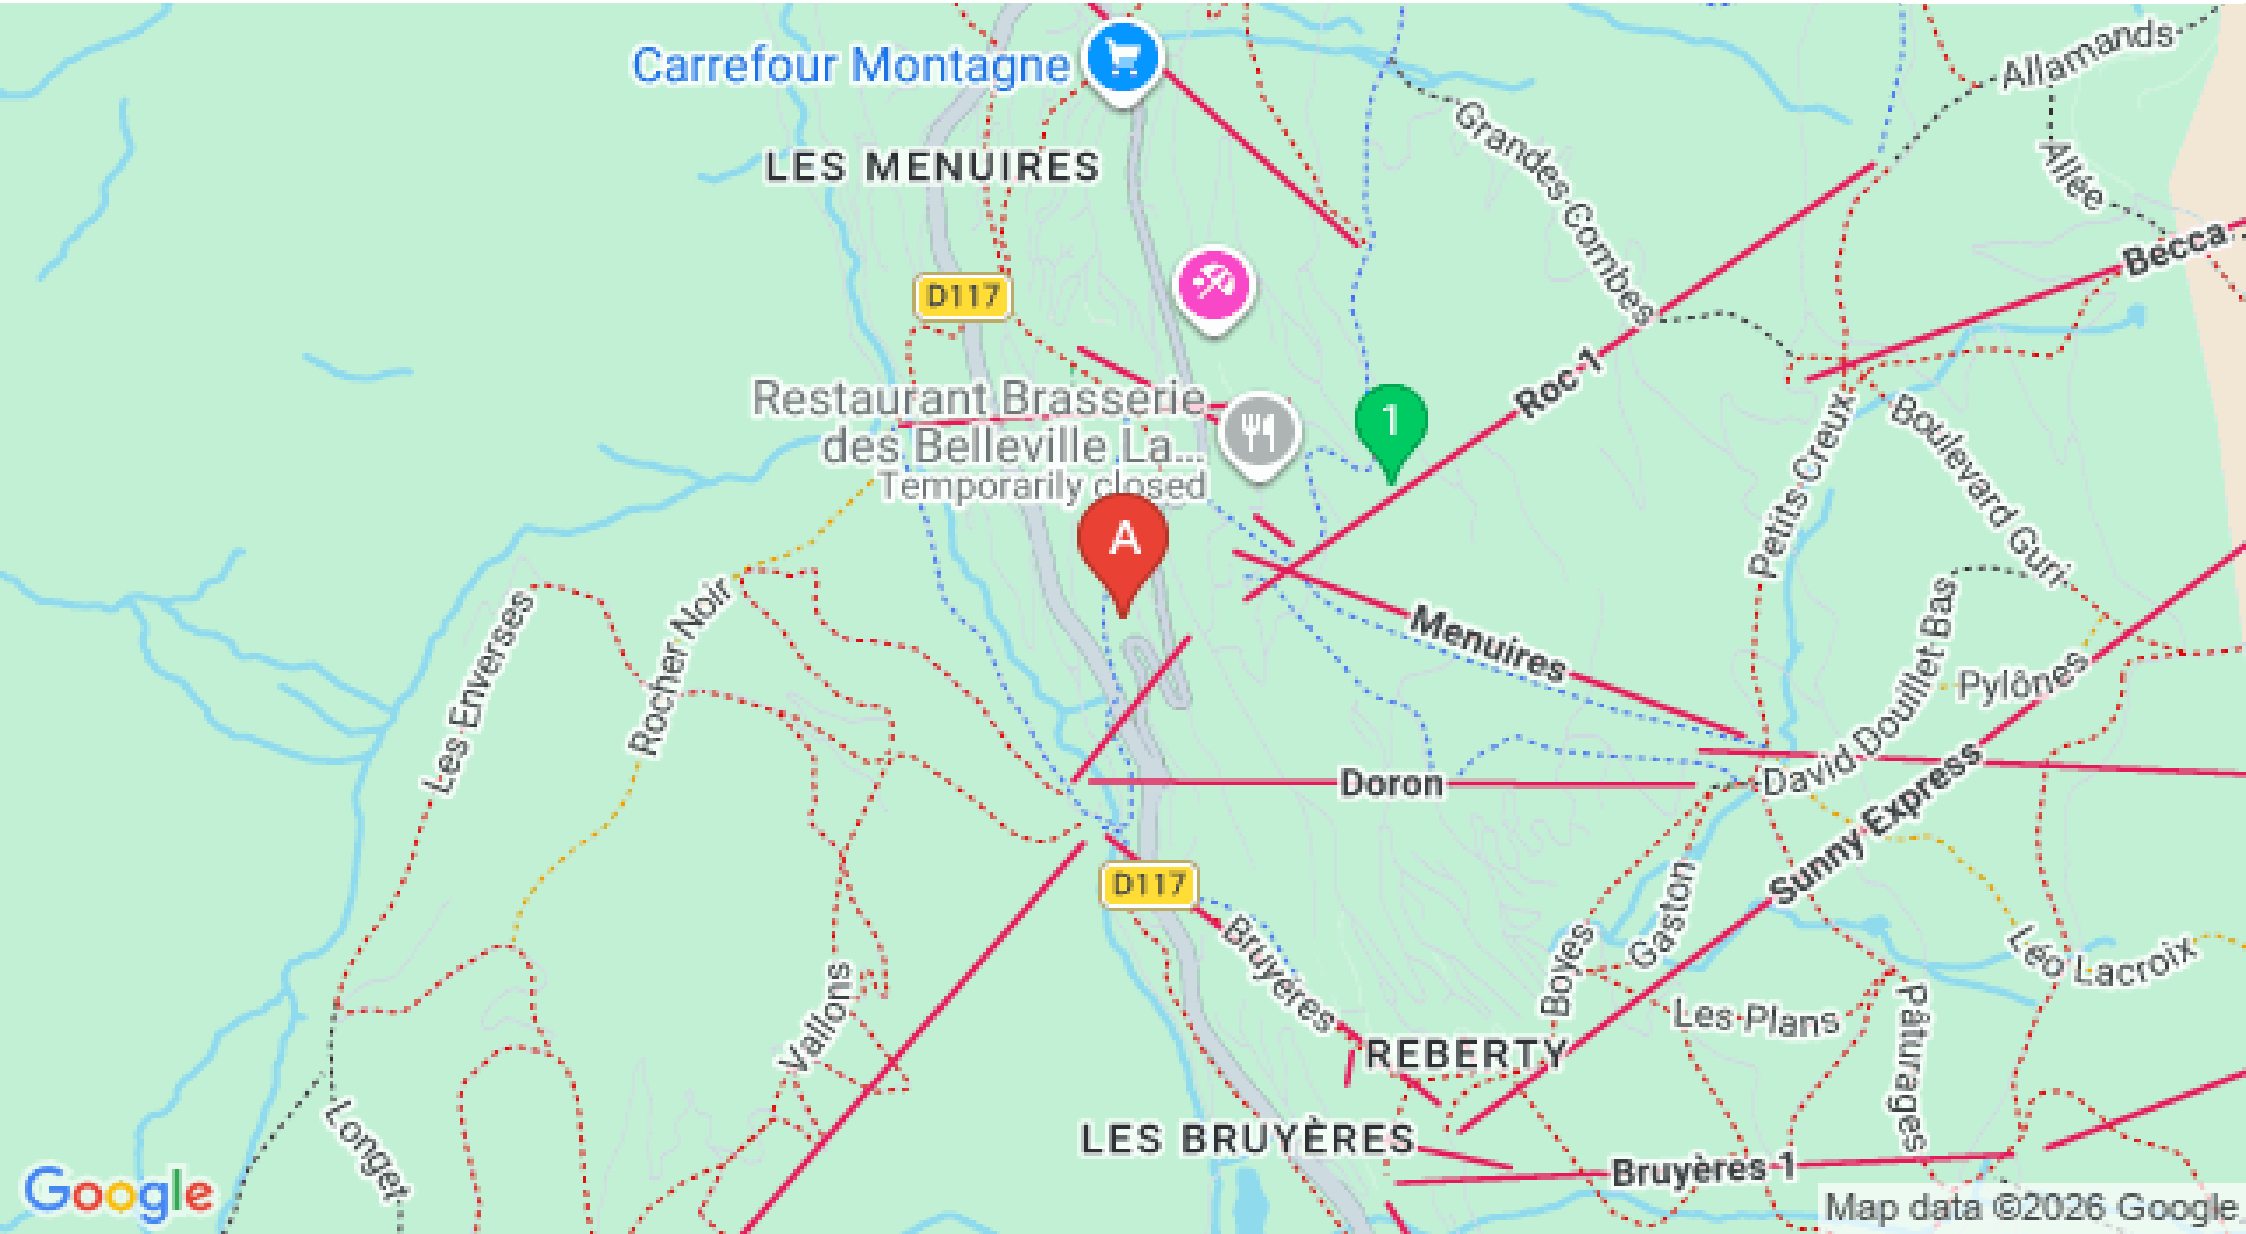 Carrefour Montagne
Allamands
Grandes Combes
LES MENUIRES
Allée
Becca
D117
Roc 1
Restaurant Brasserie
des Belleville La...
Temporarily closed
1
Boulevard Guri
Petits Creux
A
Les Enverses
Rocher Noir
Menuires
David Douillet Bas
Pylônes
Doron
Sunny Express
D117
Gaston
Bruyères
Boyes
Léo Lacroix
Vallons
Les Plans
Pâturages
REBERTY
Longet
LES BRUYÈRES
Bruyères 1
Google
Map data ©2026 Google